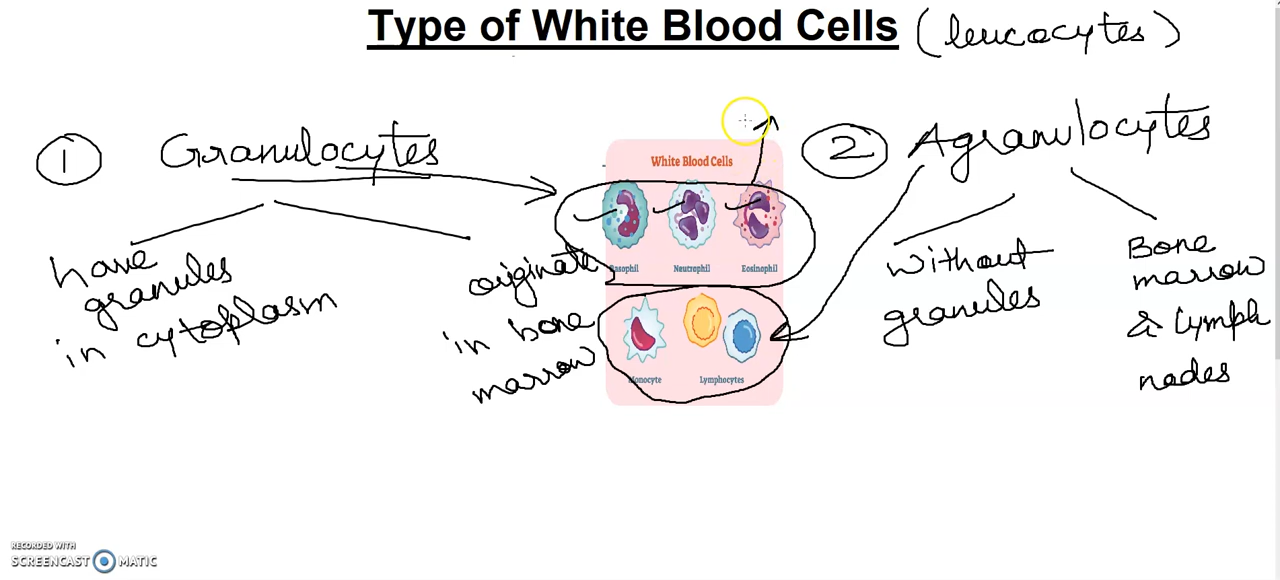 Type of White Blood Cells (leucocytes)
1 Granulocytes
have
granules
in cytoplasm
originate
in bone
marrow
White Blood Cells
Basophil Neutrophil Eosinophil
Monocyte Lymphocytes
2 Agranulocytes
without
granules
Bone
marrow
& Lymph
nodes
RECORDED WITH
SCREENCAST MATIC